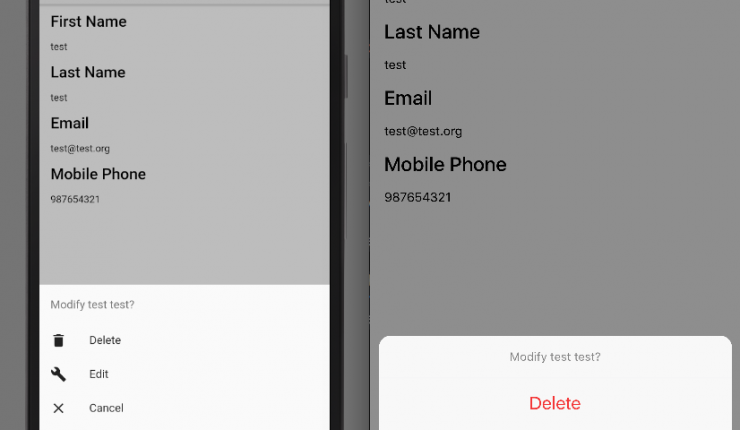 First Name
test
Last Name
test
Email
test@test.org
Mobile Phone
987654321
Modify test test?
Delete
Edit
Cancel
test
Last Name
test
Email
test@test.org
Mobile Phone
987654321
Modify test test?
Delete